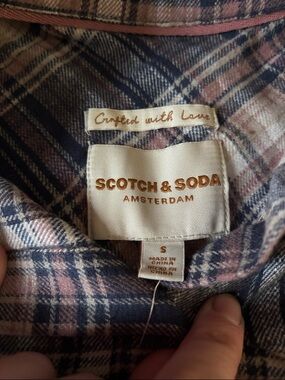 Crafted with Love
SCOTCH & SODA
AMSTERDAM
S
MADE IN
CHINA
HECHO EN
CHINA